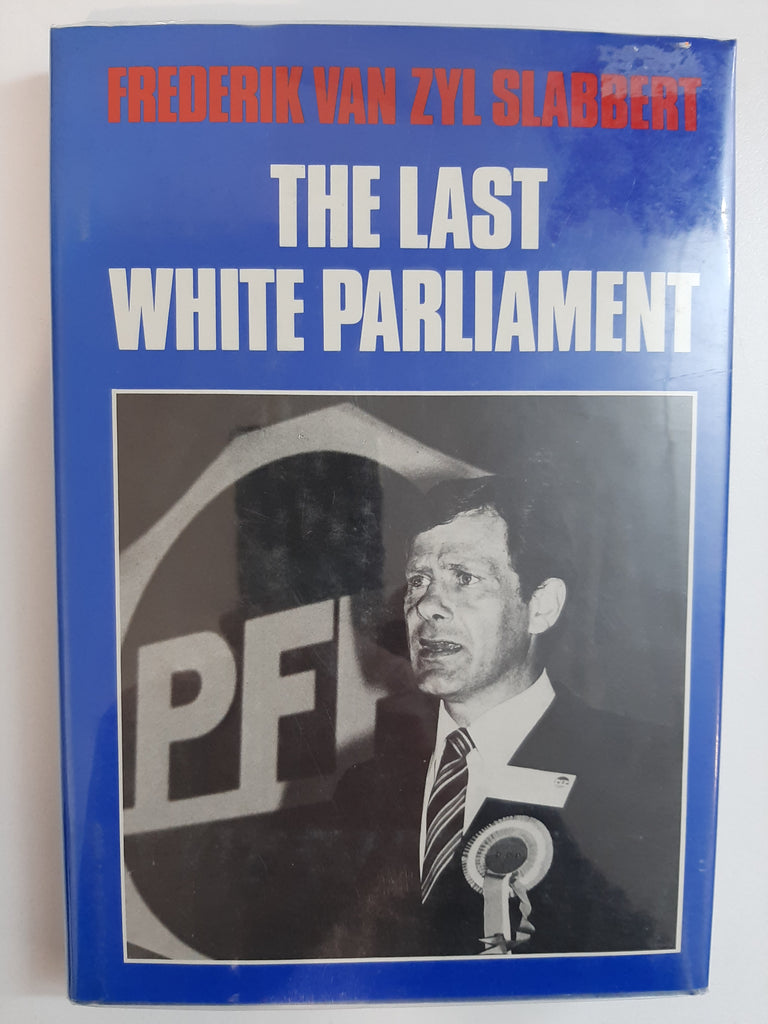 FREDERIK VAN ZYL SLABBERT
THE LAST
WHITE PARLIAMENT
PF